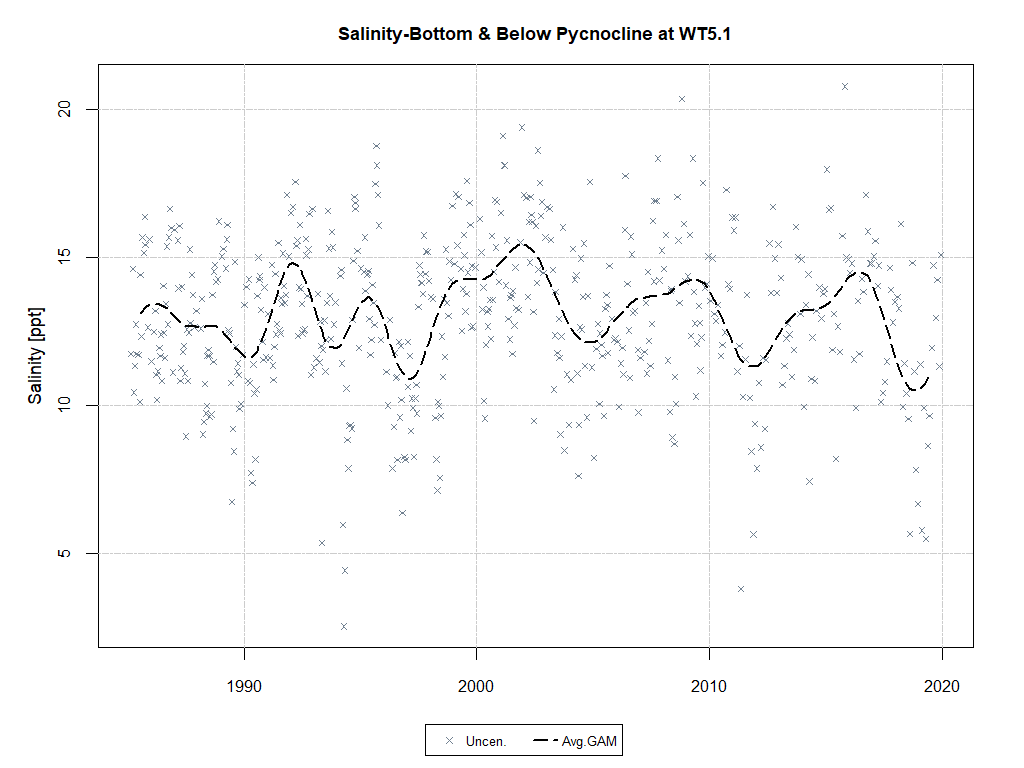 Salinity-Bottom & Below Pycnocline at WT5.1
20
15
10
5
Salinity [ppt]
1990 2000 2010 2020
Uncen. Avg.GAM